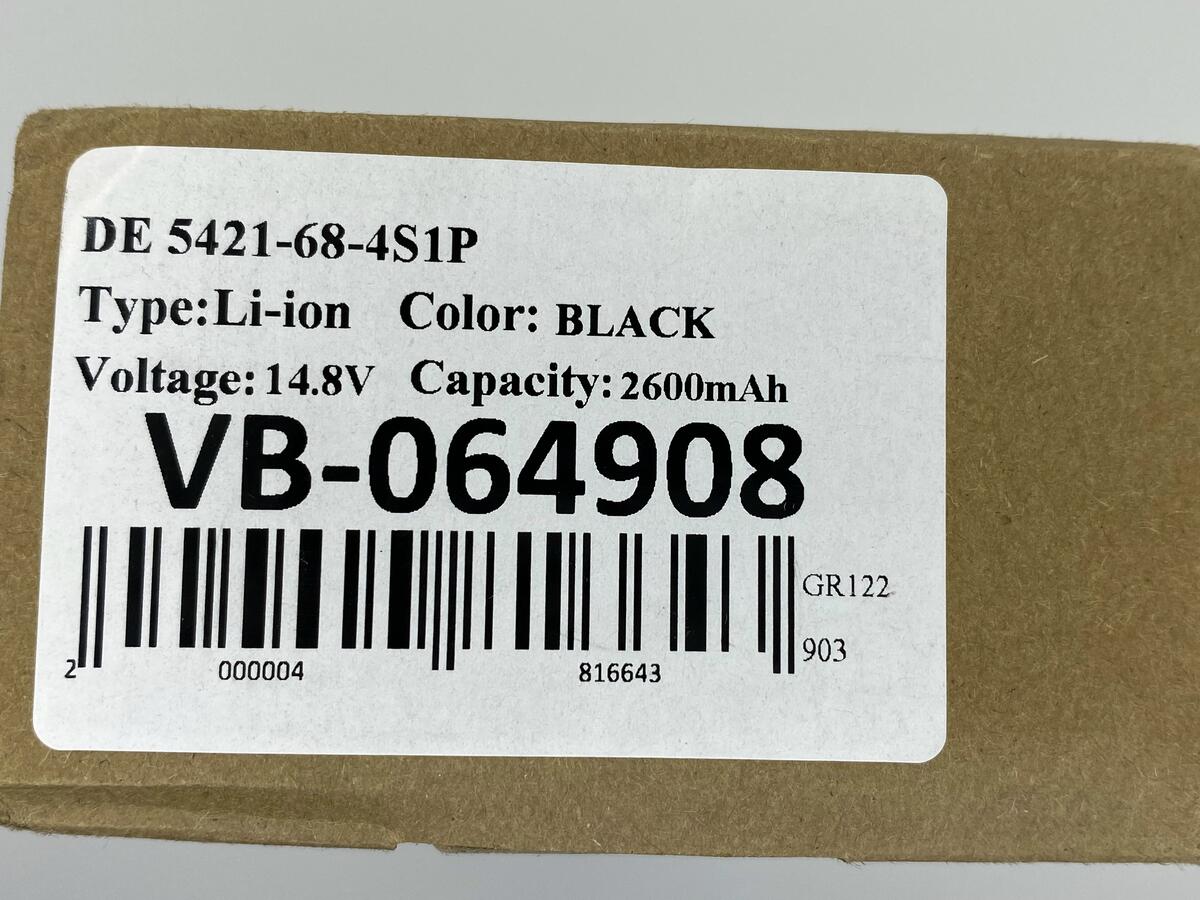 DE 5421-68-4S1P
Type:Li-ion Color: BLACK
Voltage:14.8V Capacity:2600mAh
VB-064908
GR122
903
2 000004 816643